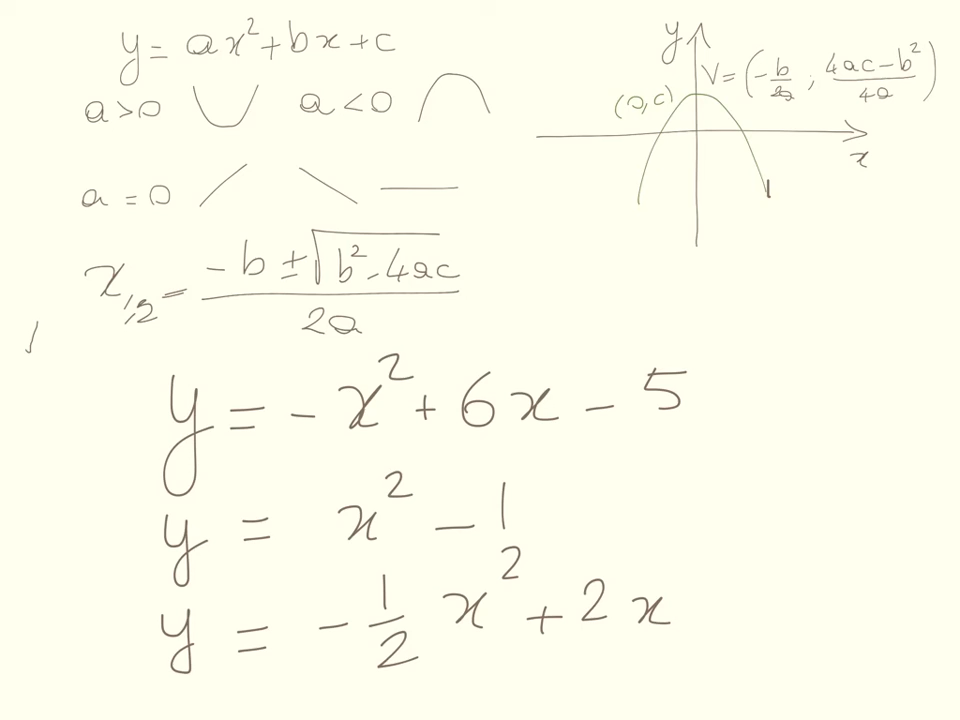 y = ax² + bx + c
a > 0 a < 0
a = 0
x₁,₂ = (-b ± √(b² - 4ac)) / 2a
y
V = (-b/2a ; (4ac - b²)/4a)
(0, c)
x
y = -x² + 6x - 5
y = x² - 1
y = -1/2 x² + 2x